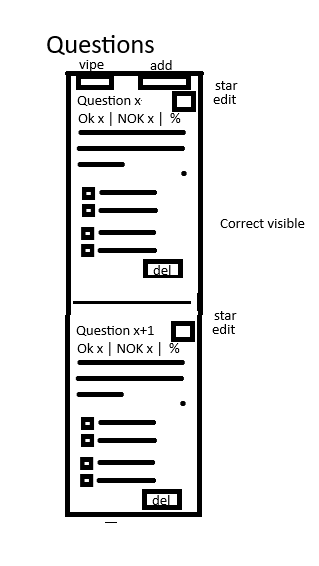 Questions
vipe add
star
edit
Question x
Ok x | NOK x | %
Correct visible
del
star
edit
Question x+1
Ok x | NOK x | %
del